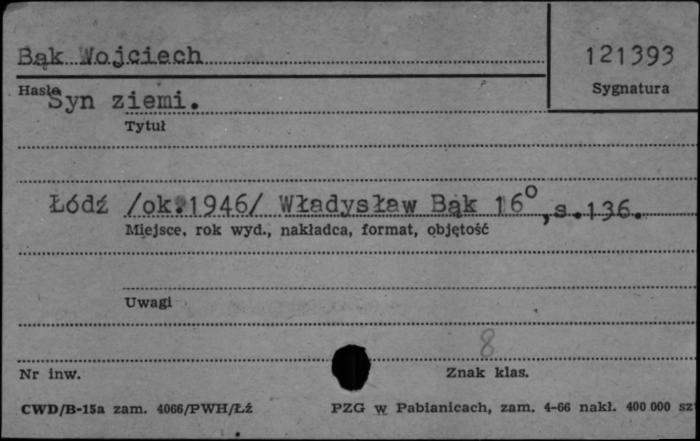 Bąk Wojciech
121393
Hasło
Sygnatura
Syn ziemi.
Tytuł
Łódź /ok.1946/ Władysław Bąk 16°, s.136.
Miejsce, rok wyd., nakładca, format, objętość
Uwagi
8
Nr inw.
Znak klas.
CWD/B-15a zam. 4066/PWH/Łź
PZG w Pabianicach, zam. 4-66 nakł. 400 000 sz